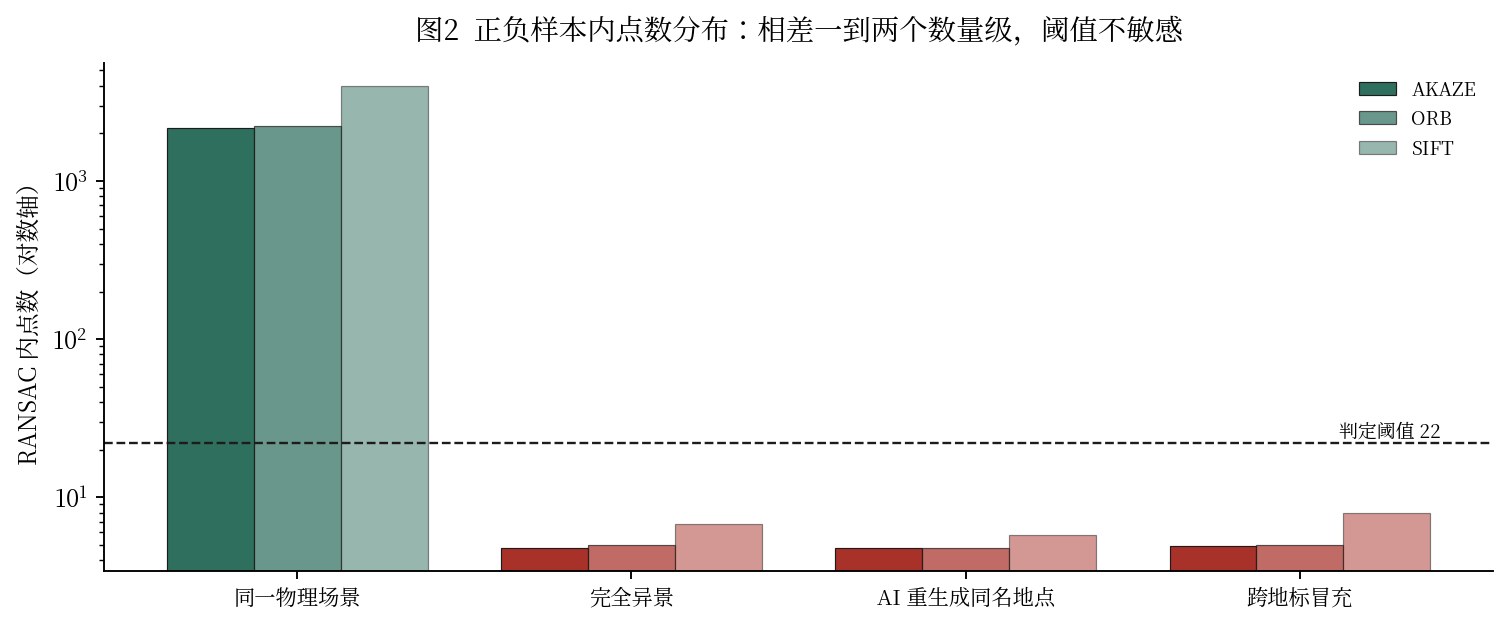 图2 正负样本内点数分布：相差一到两个数量级，阈值不敏感
AKAZE
ORB
SIFT
RANSAC 内点数（对数轴）
10³
10²
10¹
判定阈值 22
同一物理场景
完全异景
AI 重生成同名地点
跨地标冒充